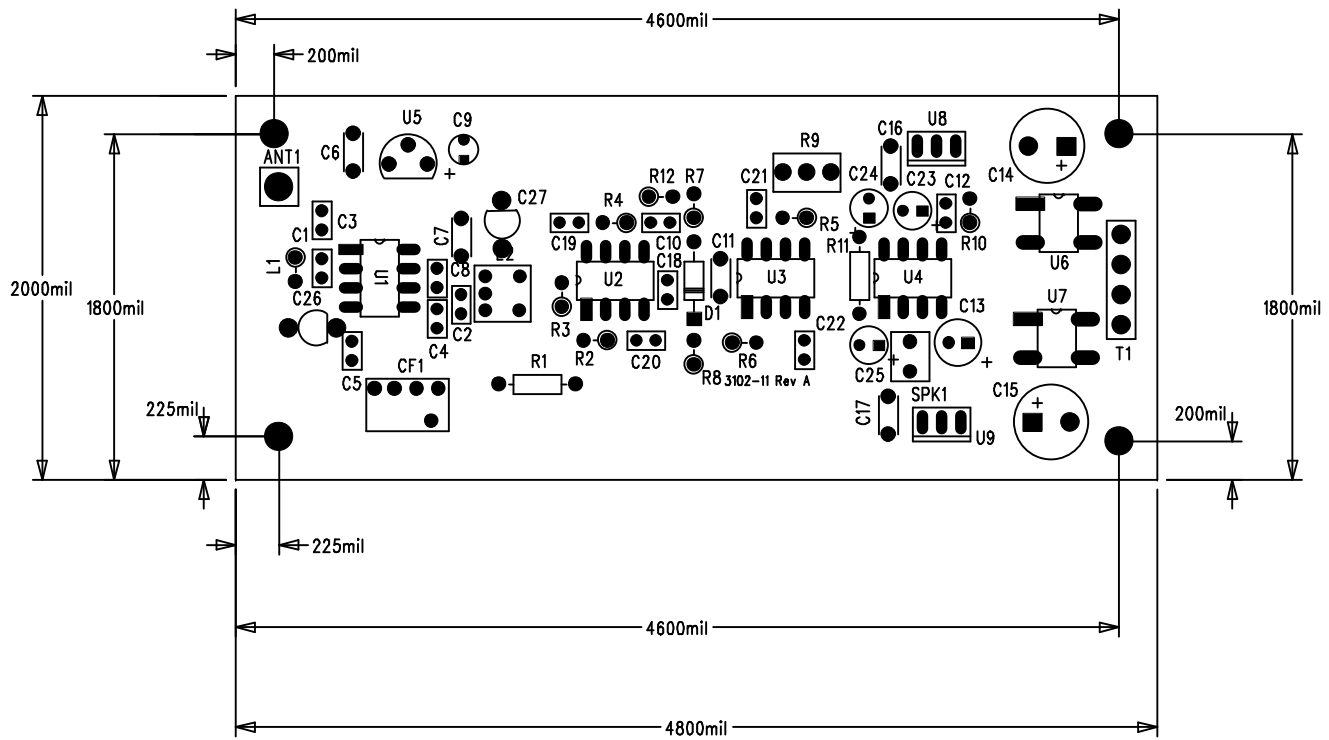 4600mil
200mil
U5
C9
C16
U8
C6
R9
ANT1
C14
R12
R7
C21
C24
C23
C12
R4
C27
C3
C7
C1
C19
C10
R5
R11
R10
C11
L1
C8
C18
U1
U2
U3
U4
U6
2000mil
1800mil
1800mil
C26
U7
D1
C13
R3
C2
C22
C4
T1
R2
C20
R6
C5
CF1
R1
R8
3102-11 Rev A
C25
SPK1
C15
225mil
C17
U9
200mil
225mil
4600mil
4800mil